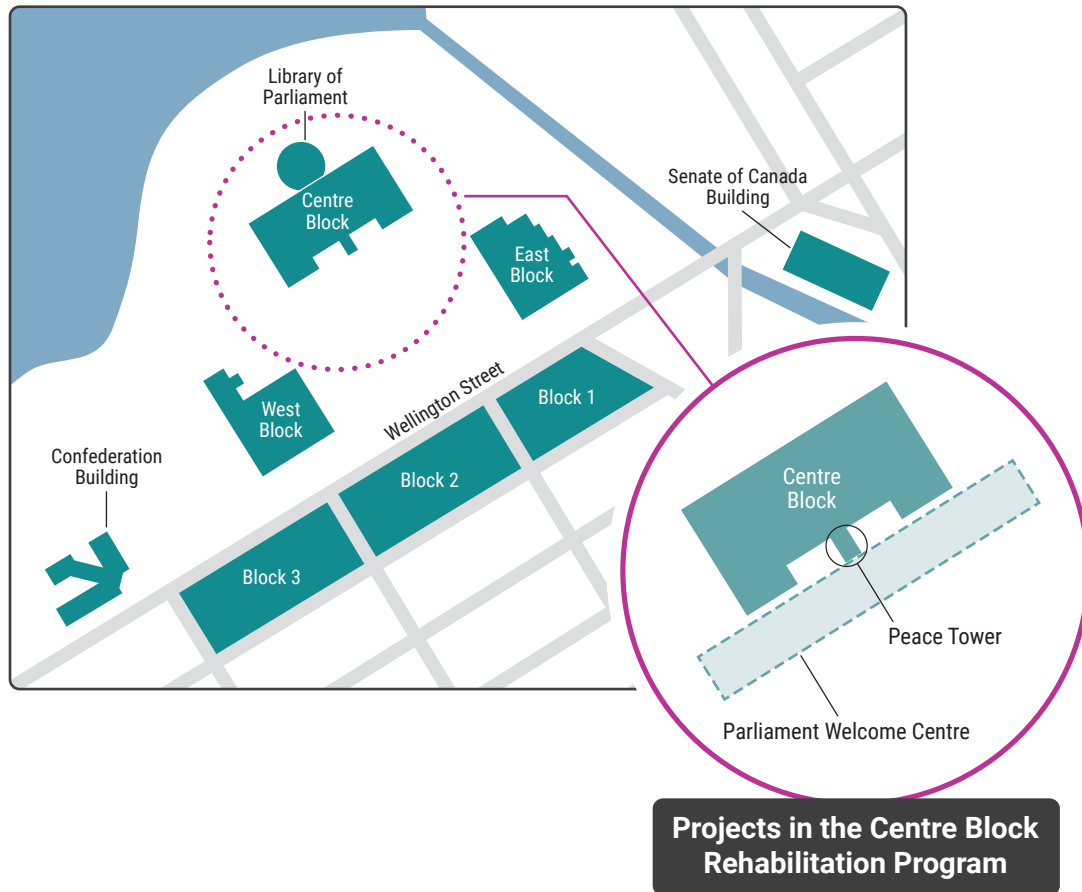 Library of
Parliament
Centre
Block
Senate of Canada
Building
East
Block
Wellington Street
Block 1
West
Block
Block 2
Confederation
Building
Block 3
Centre
Block
Peace Tower
Parliament Welcome Centre
Projects in the Centre Block
Rehabilitation Program